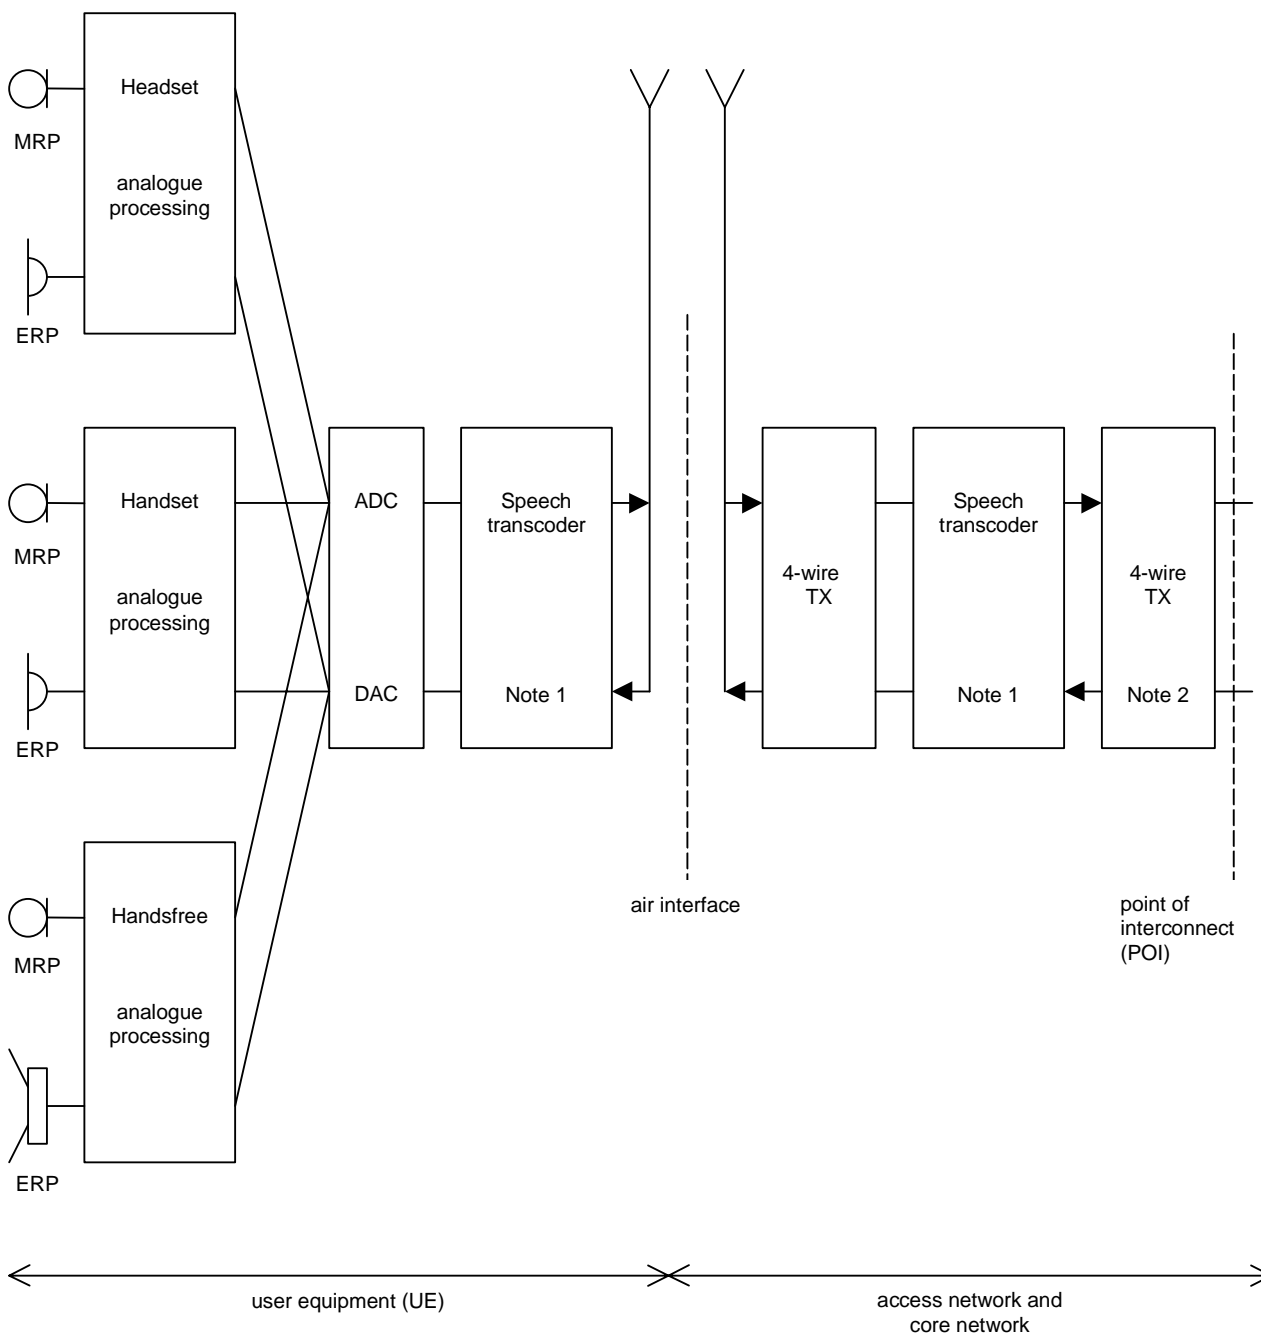 Headset
MRP
analogue
processing
ERP
Handset
MRP
analogue
processing
ERP
ADC
DAC
Speech
transcoder
Note 1
4-wire
TX
Speech
transcoder
Note 1
4-wire
TX
Note 2
Handsfree
MRP
analogue
processing
ERP
air interface
point of
interconnect
(POI)
user equipment (UE)
access network and
core network